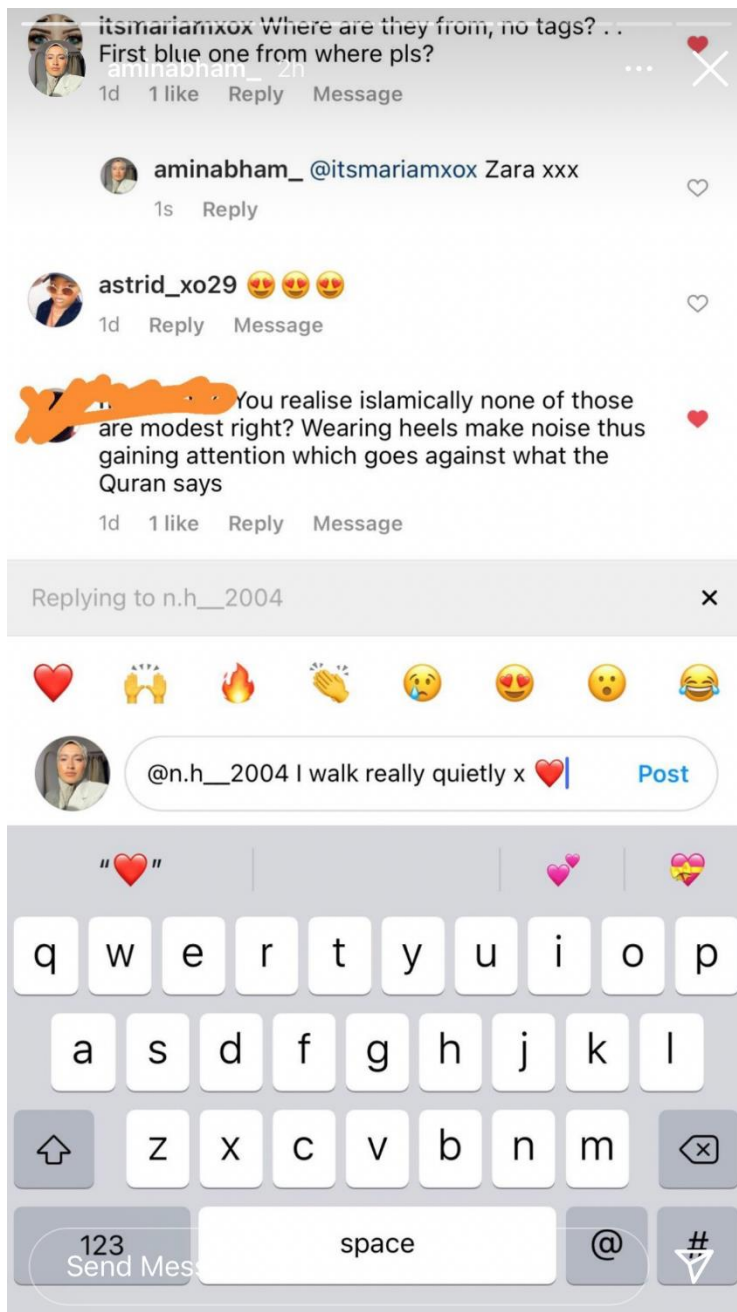 itsmariamxox Where are they from, no tags? . .
First blue one from where pls?
aminabham_ 2h
1d 1 like Reply Message
aminabham_ @itsmariamxox Zara xxx
1s Reply
astrid_xo29 😍😍😍
1d Reply Message
You realise islamically none of those
are modest right? Wearing heels make noise thus
gaining attention which goes against what the
Quran says
1d 1 like Reply Message
Replying to n.h__2004 ×
❤️ 🙌 🔥 👏 😢 😍 😮 😂
@n.h__2004 I walk really quietly x ❤️ Post
"❤️" 💕 💝
q w e r t y u i o p
a s d f g h j k l
z x c v b n m
123 space @ #
Send Mess